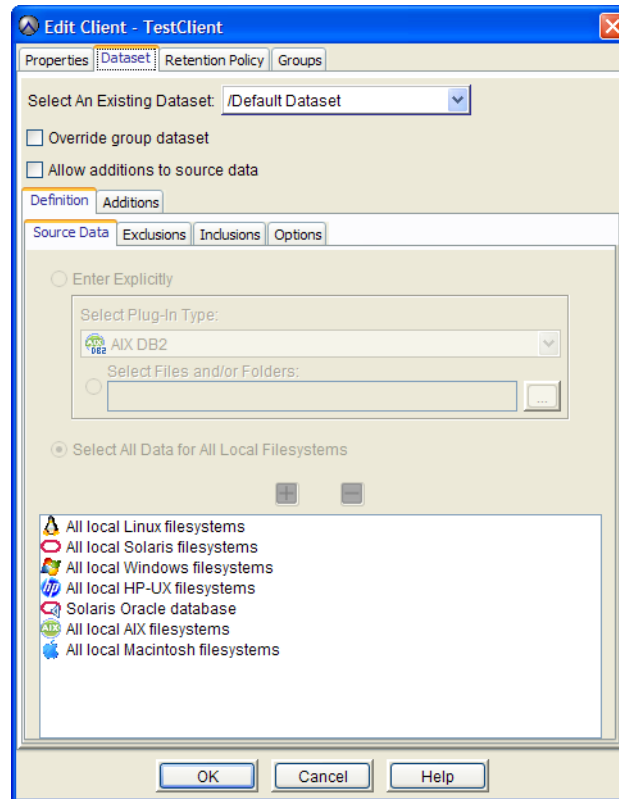 Edit Client - TestClient
Properties Dataset Retention Policy Groups
Select An Existing Dataset: /Default Dataset
Override group dataset
Allow additions to source data
Definition Additions
Source Data Exclusions Inclusions Options
Enter Explicitly
Select Plug-In Type:
AIX DB2 AIX DB2
Select Files and/or Folders:
...
Select All Data for All Local Filesystems
All local Linux filesystems
All local Solaris filesystems
All local Windows filesystems
hp All local HP-UX filesystems
Solaris Oracle database
AIX All local AIX filesystems
All local Macintosh filesystems
OK Cancel Help